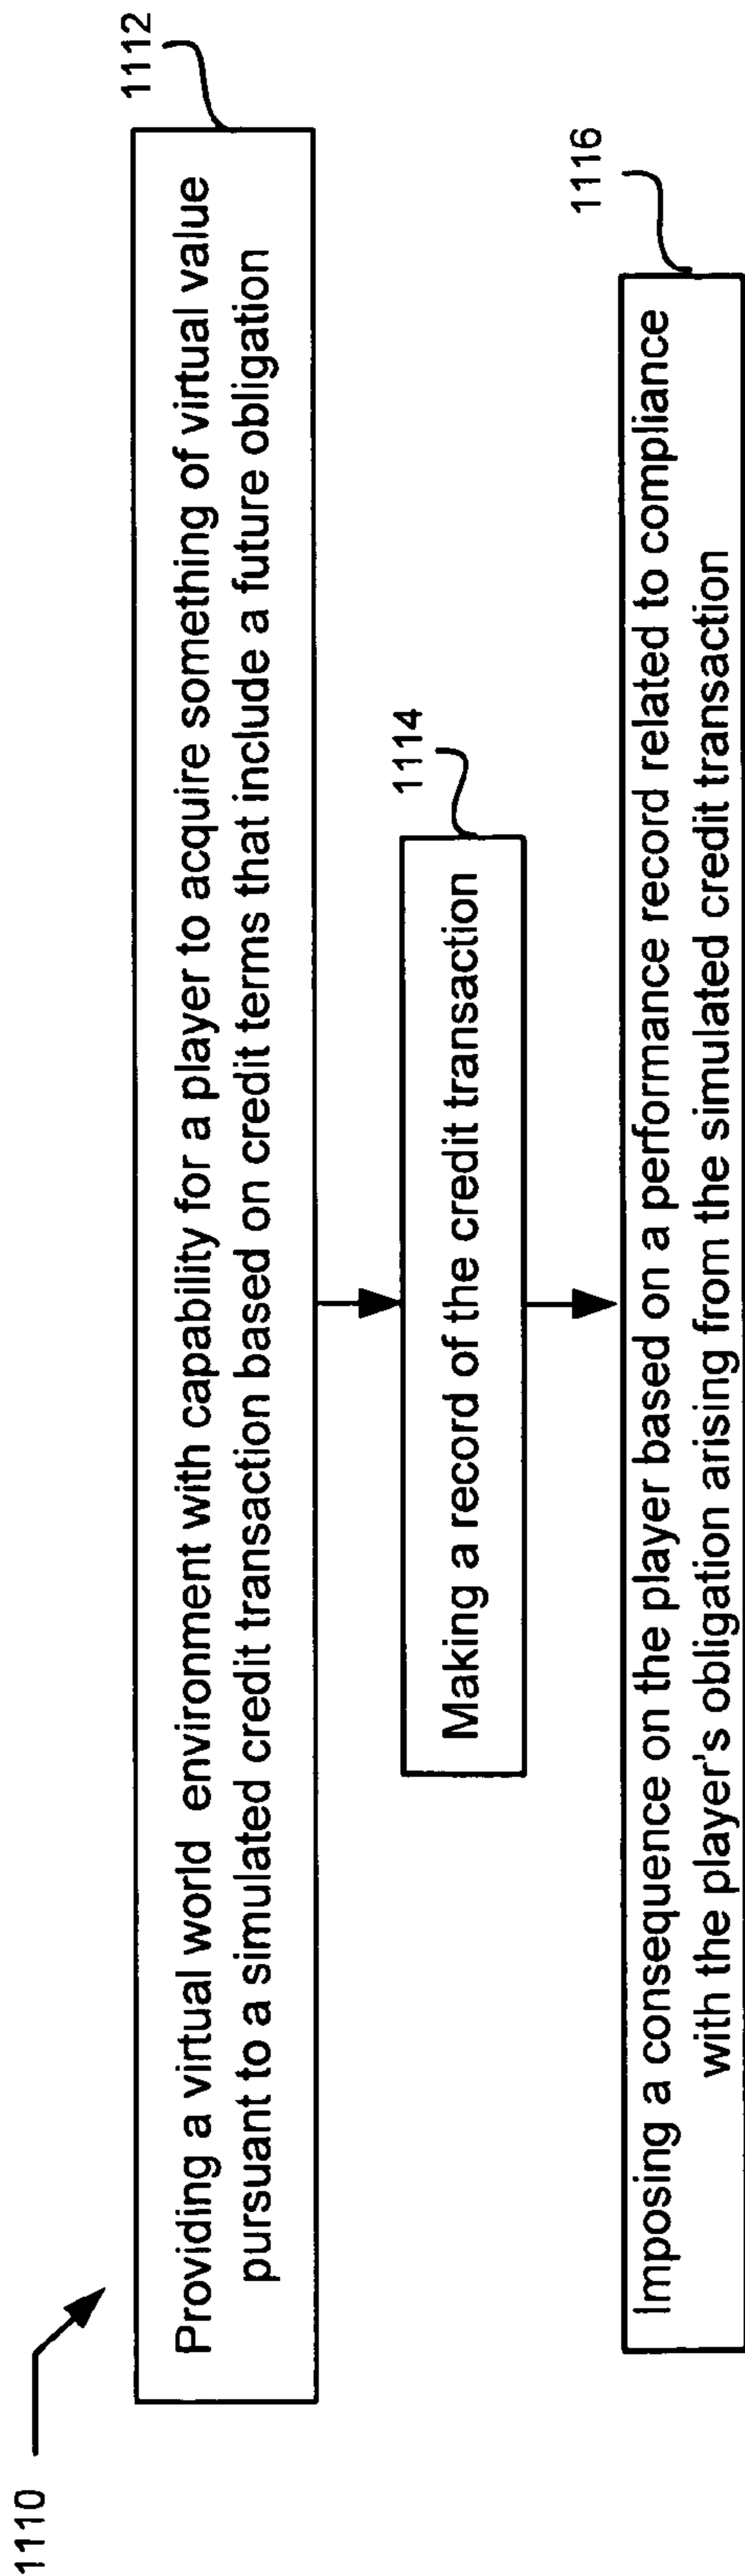 1110
1112
Providing a virtual world environment with capability for a player to acquire something of virtual value
pursuant to a simulated credit transaction based on credit terms that include a future obligation
1114
Making a record of the credit transaction
1116
Imposing a consequence on the player based on a performance record related to compliance
with the player's obligation arising from the simulated credit transaction